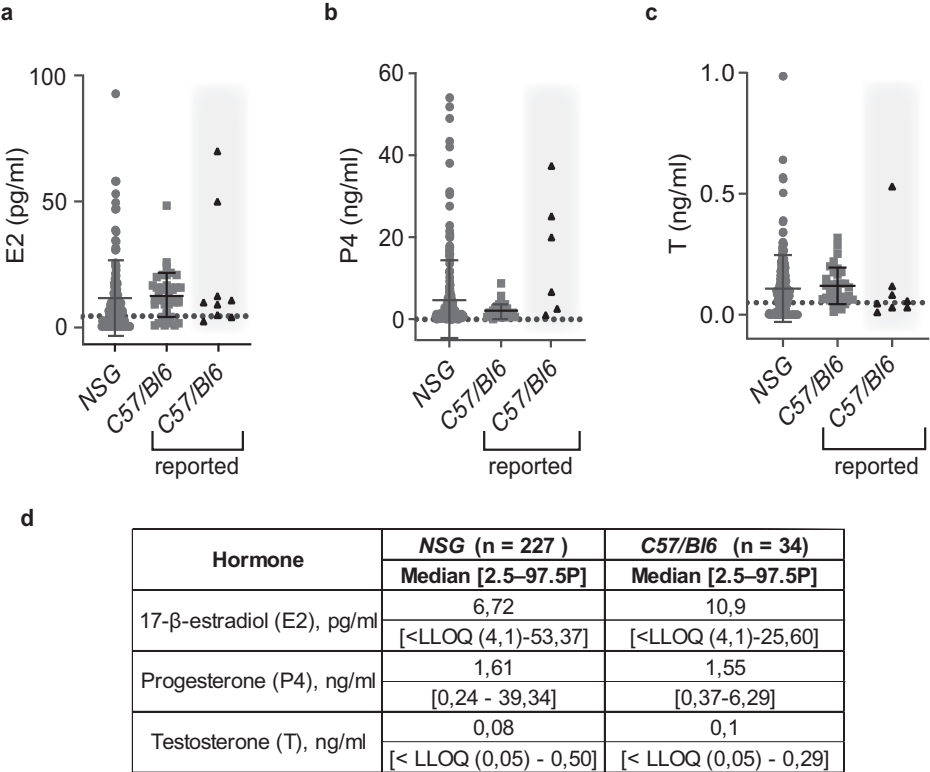 a
b
c
E2 (pg/ml)
100
50
0
NSG
C57/Bl6
C57/Bl6
reported
P4 (ng/ml)
60
40
20
0
NSG
C57/Bl6
C57/Bl6
reported
T (ng/ml)
1.0
0.5
0.0
NSG
C57/Bl6
C57/Bl6
reported
d
Hormone
NSG (n = 227 )
C57/Bl6 (n = 34)
Median [2.5–97.5P]
Median [2.5–97.5P]
17-β-estradiol (E2), pg/ml
6,72
10,9
[<LLOQ (4,1)-53,37]
[<LLOQ (4,1)-25,60]
Progesterone (P4), ng/ml
1,61
1,55
[0,24 - 39,34]
[0,37-6,29]
Testosterone (T), ng/ml
0,08
0,1
[< LLOQ (0,05) - 0,50]
[< LLOQ (0,05) - 0,29]